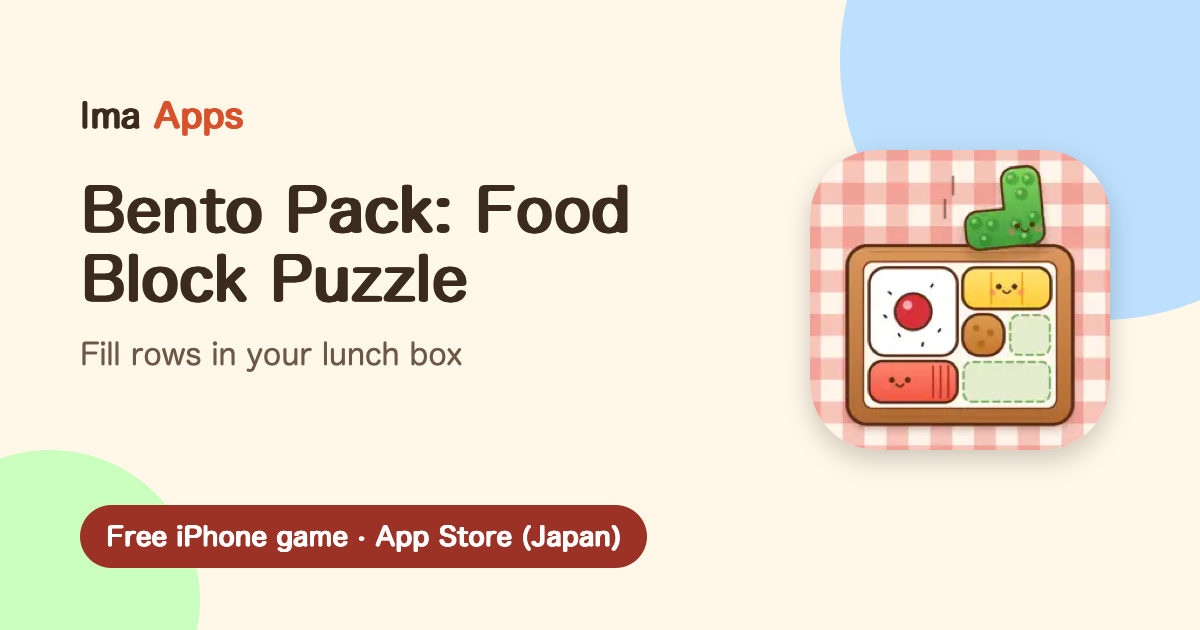 Ima Apps
Bento Pack: Food
Block Puzzle
Fill rows in your lunch box
Free iPhone game · App Store (Japan)